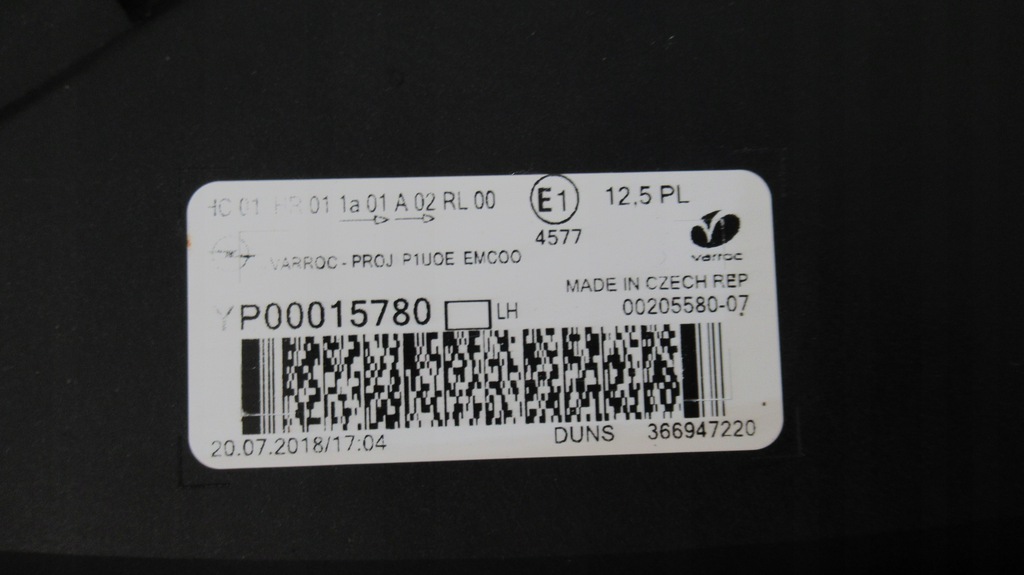 HC 01 HR 01 1a 01 A 02 RL 00
E1
4577
12,5 PL
varroc
VARROC - PROJ P1UOE EMCOO
MADE IN CZECH REP
00205580-07
YP00015780 LH
20.07.2018/17:04
DUNS 366947220